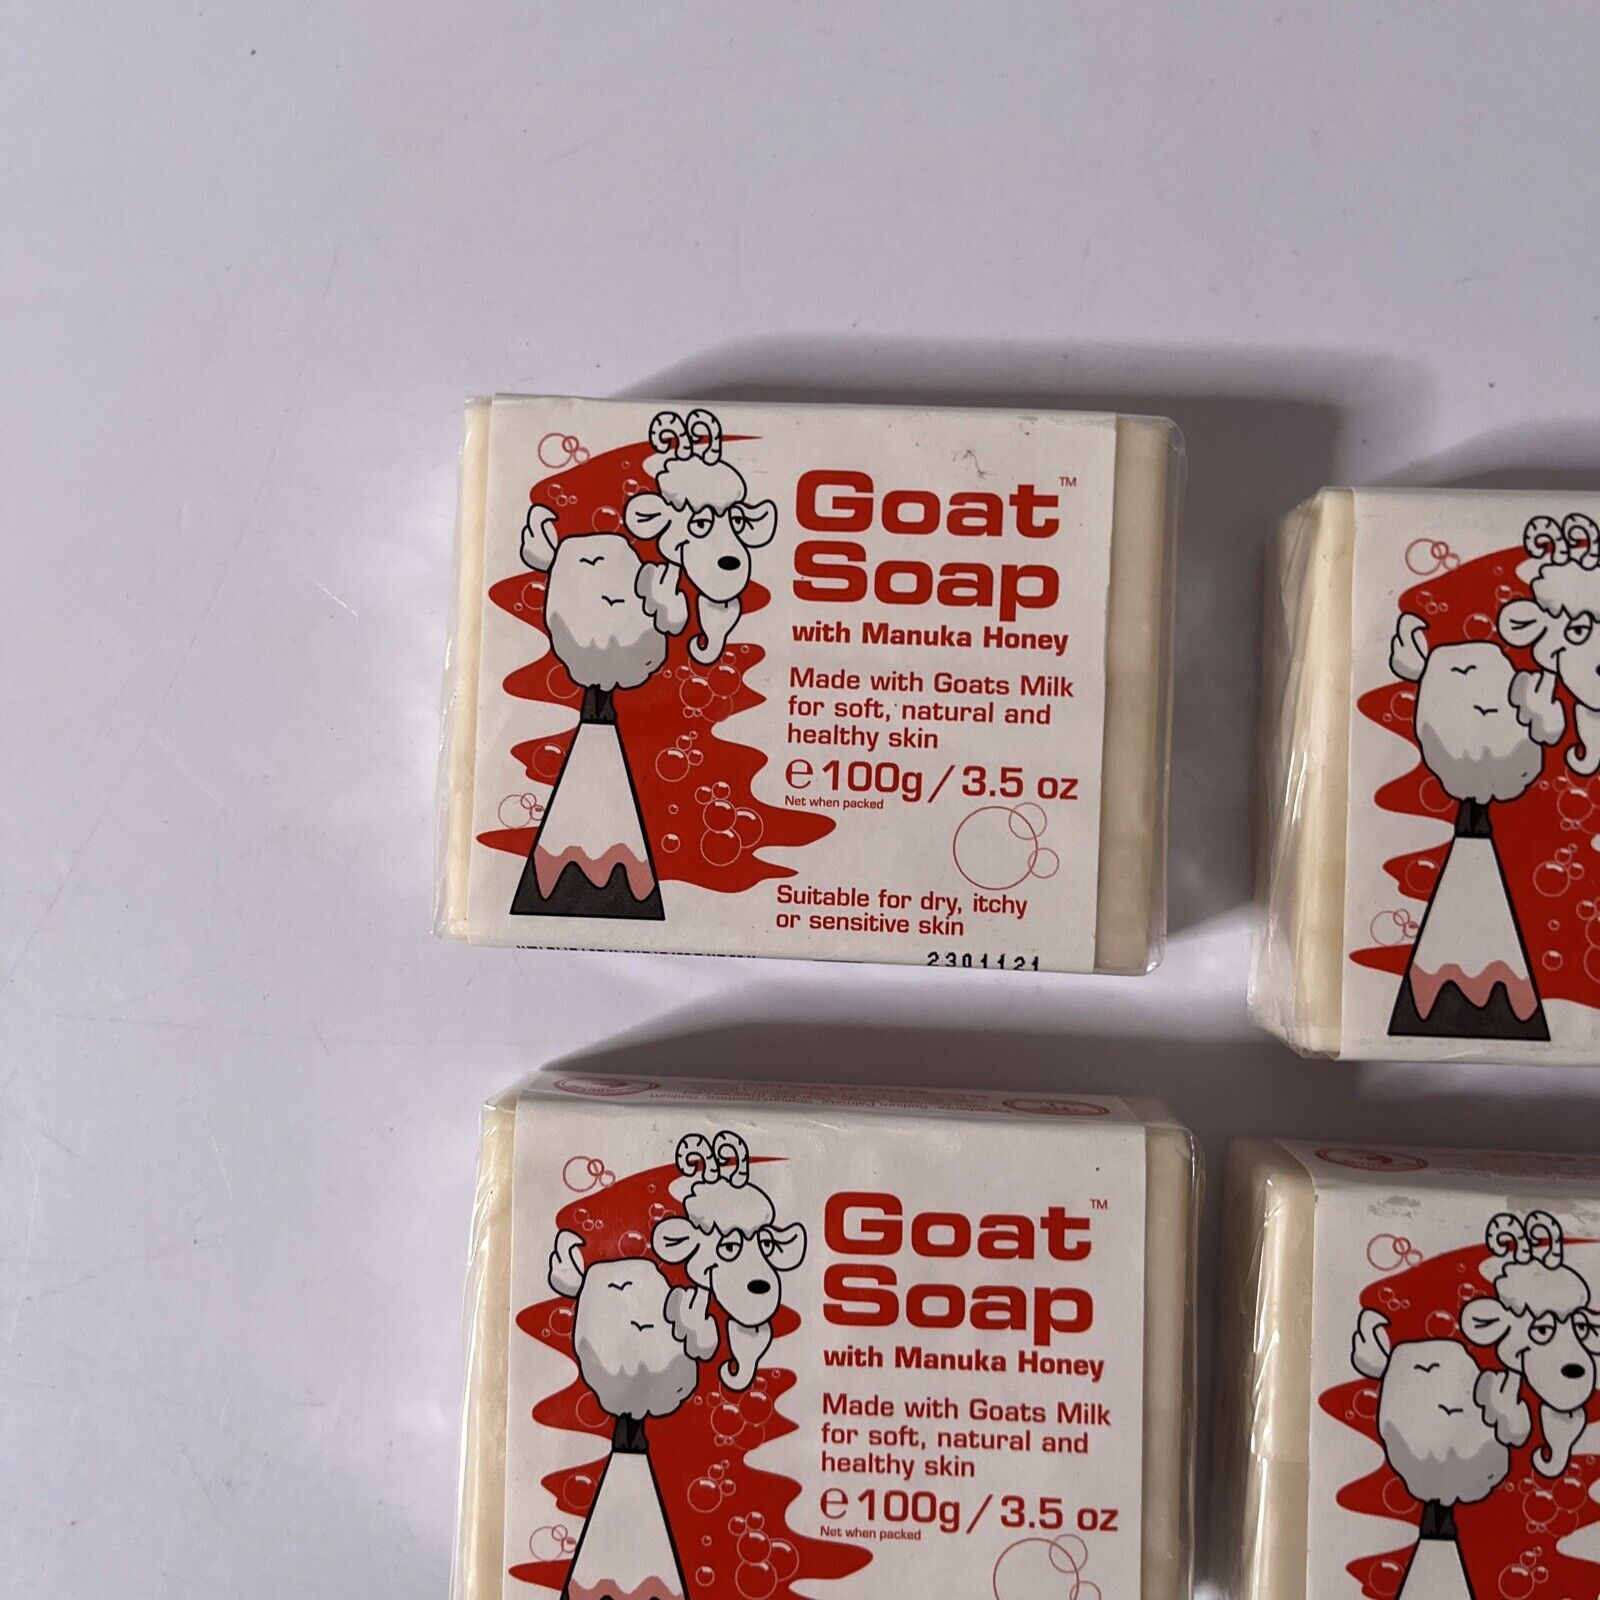 Goat™
Soap
with Manuka Honey
Made with Goats Milk
for soft, natural and
healthy skin
℮100g/3.5 oz
Net when packed
Suitable for dry, itchy
or sensitive skin
2301121
Goat™
Soap
with Manuka Honey
Made with Goats Milk
for soft, natural and
healthy skin
℮100g/3.5 oz
Net when packed